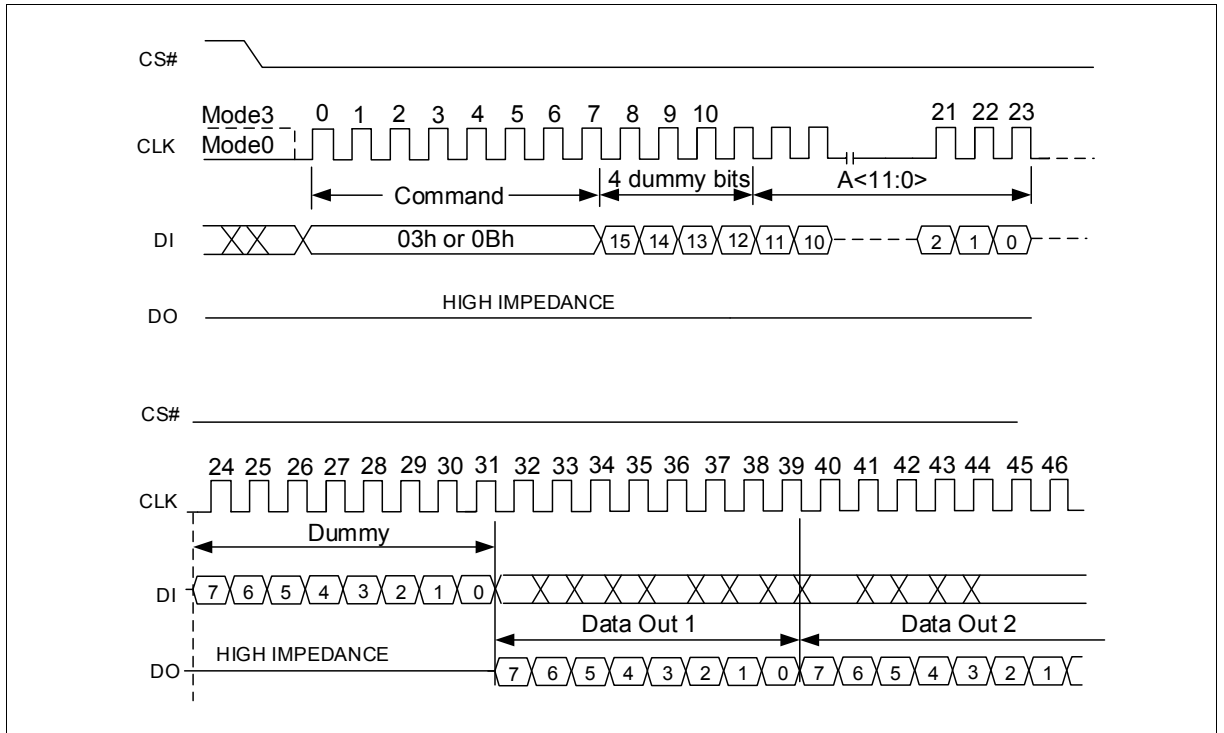 CS#
Mode3 0 1 2 3 4 5 6 7 8 9 10 21 22 23
CLK Mode0
Command 4 dummy bits A<11:0>
DI 03h or 0Bh 15 14 13 12 11 10 2 1 0
HIGH IMPEDANCE
DO
CS#
24 25 26 27 28 29 30 31 32 33 34 35 36 37 38 39 40 41 42 43 44 45 46
CLK
Dummy
DI 7 6 5 4 3 2 1 0
Data Out 1 Data Out 2
HIGH IMPEDANCE
DO 7 6 5 4 3 2 1 0 7 6 5 4 3 2 1